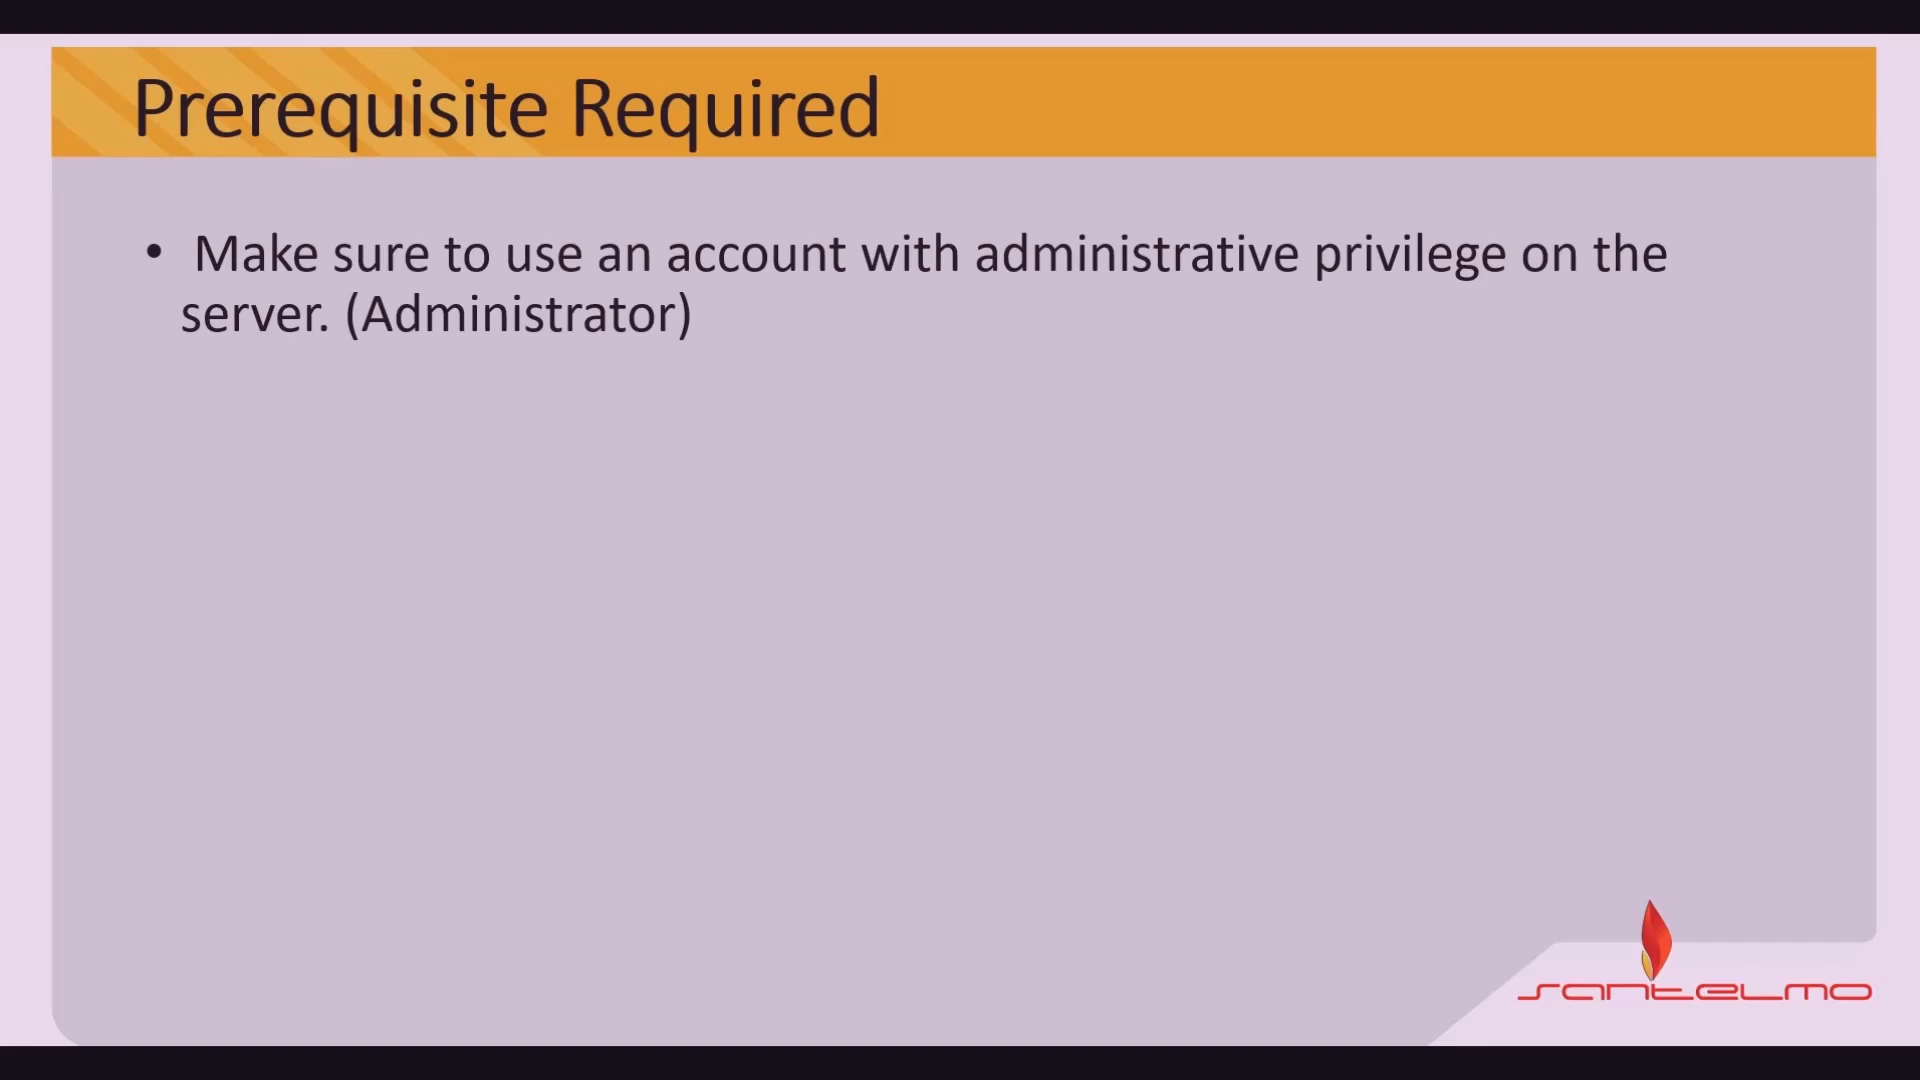 Prerequisite Required
• Make sure to use an account with administrative privilege on the
server. (Administrator)
santelmo